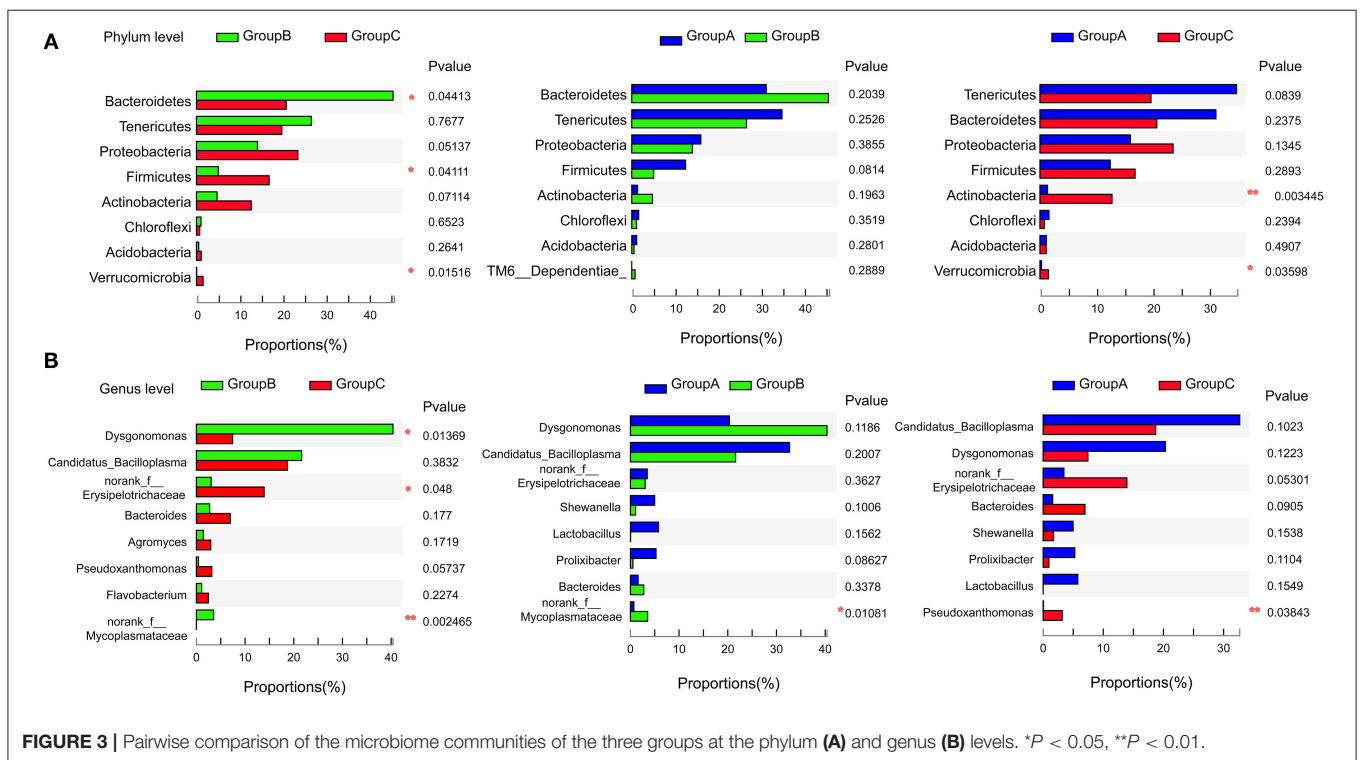 A
Phylum level GroupB GroupC
Pvalue
Bacteroidetes * 0.04413
Tenericutes 0.7677
Proteobacteria 0.05137
Firmicutes * 0.04111
Actinobacteria 0.07114
Chloroflexi 0.6523
Acidobacteria 0.2641
Verrucomicrobia * 0.01516
0 10 20 30 40
Proportions(%)
GroupA GroupB
Pvalue
Bacteroidetes 0.2039
Tenericutes 0.2526
Proteobacteria 0.3855
Firmicutes 0.0814
Actinobacteria 0.1963
Chloroflexi 0.3519
Acidobacteria 0.2801
TM6__Dependentiae_ 0.2889
0 10 20 30 40
Proportions(%)
GroupA GroupC
Pvalue
Tenericutes 0.0839
Bacteroidetes 0.2375
Proteobacteria 0.1345
Firmicutes 0.2893
Actinobacteria ** 0.003445
Chloroflexi 0.2394
Acidobacteria 0.4907
Verrucomicrobia * 0.03598
0 10 20 30
Proportions(%)
B
Genus level GroupB GroupC
Pvalue
Dysgonomonas * 0.01369
Candidatus_Bacilloplasma 0.3832
norank_f__
Erysipelotrichaceae * 0.048
Bacteroides 0.177
Agromyces 0.1719
Pseudoxanthomonas 0.05737
Flavobacterium 0.2274
norank_f__
Mycoplasmataceae ** 0.002465
0 10 20 30 40
Proportions(%)
GroupA GroupB
Pvalue
Dysgonomonas 0.1186
Candidatus_Bacilloplasma 0.2007
norank_f__
Erysipelotrichaceae 0.3627
Shewanella 0.1006
Lactobacillus 0.1562
Prolixibacter 0.08627
Bacteroides 0.3378
norank_f__
Mycoplasmataceae * 0.01081
0 10 20 30 40
Proportions(%)
GroupA GroupC
Pvalue
Candidatus_Bacilloplasma 0.1023
Dysgonomonas 0.1223
norank_f__
Erysipelotrichaceae 0.05301
Bacteroides 0.0905
Shewanella 0.1538
Prolixibacter 0.1104
Lactobacillus 0.1549
Pseudoxanthomonas ** 0.03843
0 10 20 30
Proportions(%)
FIGURE 3 | Pairwise comparison of the microbiome communities of the three groups at the phylum (A) and genus (B) levels. *P < 0.05, **P < 0.01.